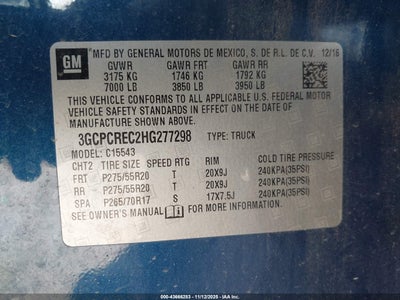 GM
MFD BY GENERAL MOTORS DE MEXICO, S. DE R.L. DE C.V. 12/16
GVWR GAWR FRT GAWR RR
3175 KG 1746 KG 1792 KG
7000 LB 3850 LB 3950 LB
THIS VEHICLE CONFORMS TO ALL APPLICABLE U.S. FEDERAL MOTOR
VEHICLE SAFETY STANDARDS IN EFFECT ON THE DATE OF
MANUFACTURE SHOWN ABOVE.
3GCPCREC2HG277298 TYPE: TRUCK
MODEL: C15543
CHT2 TIRE SIZE SPEED RTG RIM COLD TIRE PRESSURE
FRT P275/55R20 T 20X9J 240KPA(35PSI)
RR P275/55R20 T 20X9J 240KPA(35PSI)
SPA P265/70R17 S 17X7.5J 240KPA(35PSI)
SEE OWNER'S MANUAL FOR ADDITIONAL INFORMATION.
000-43666283 - 11/12/2025 - IAA Inc.